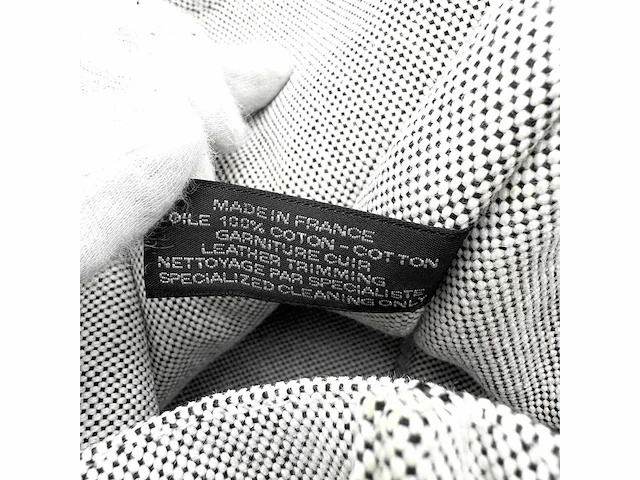 MADE IN FRANCE
OILE 100% COTON - COTTON
GARNITURE CUIR
LEATHER TRIMMING
NETTOYAGE PAR SPECIALISTE
SPECIALIZED CLEANING ONLY